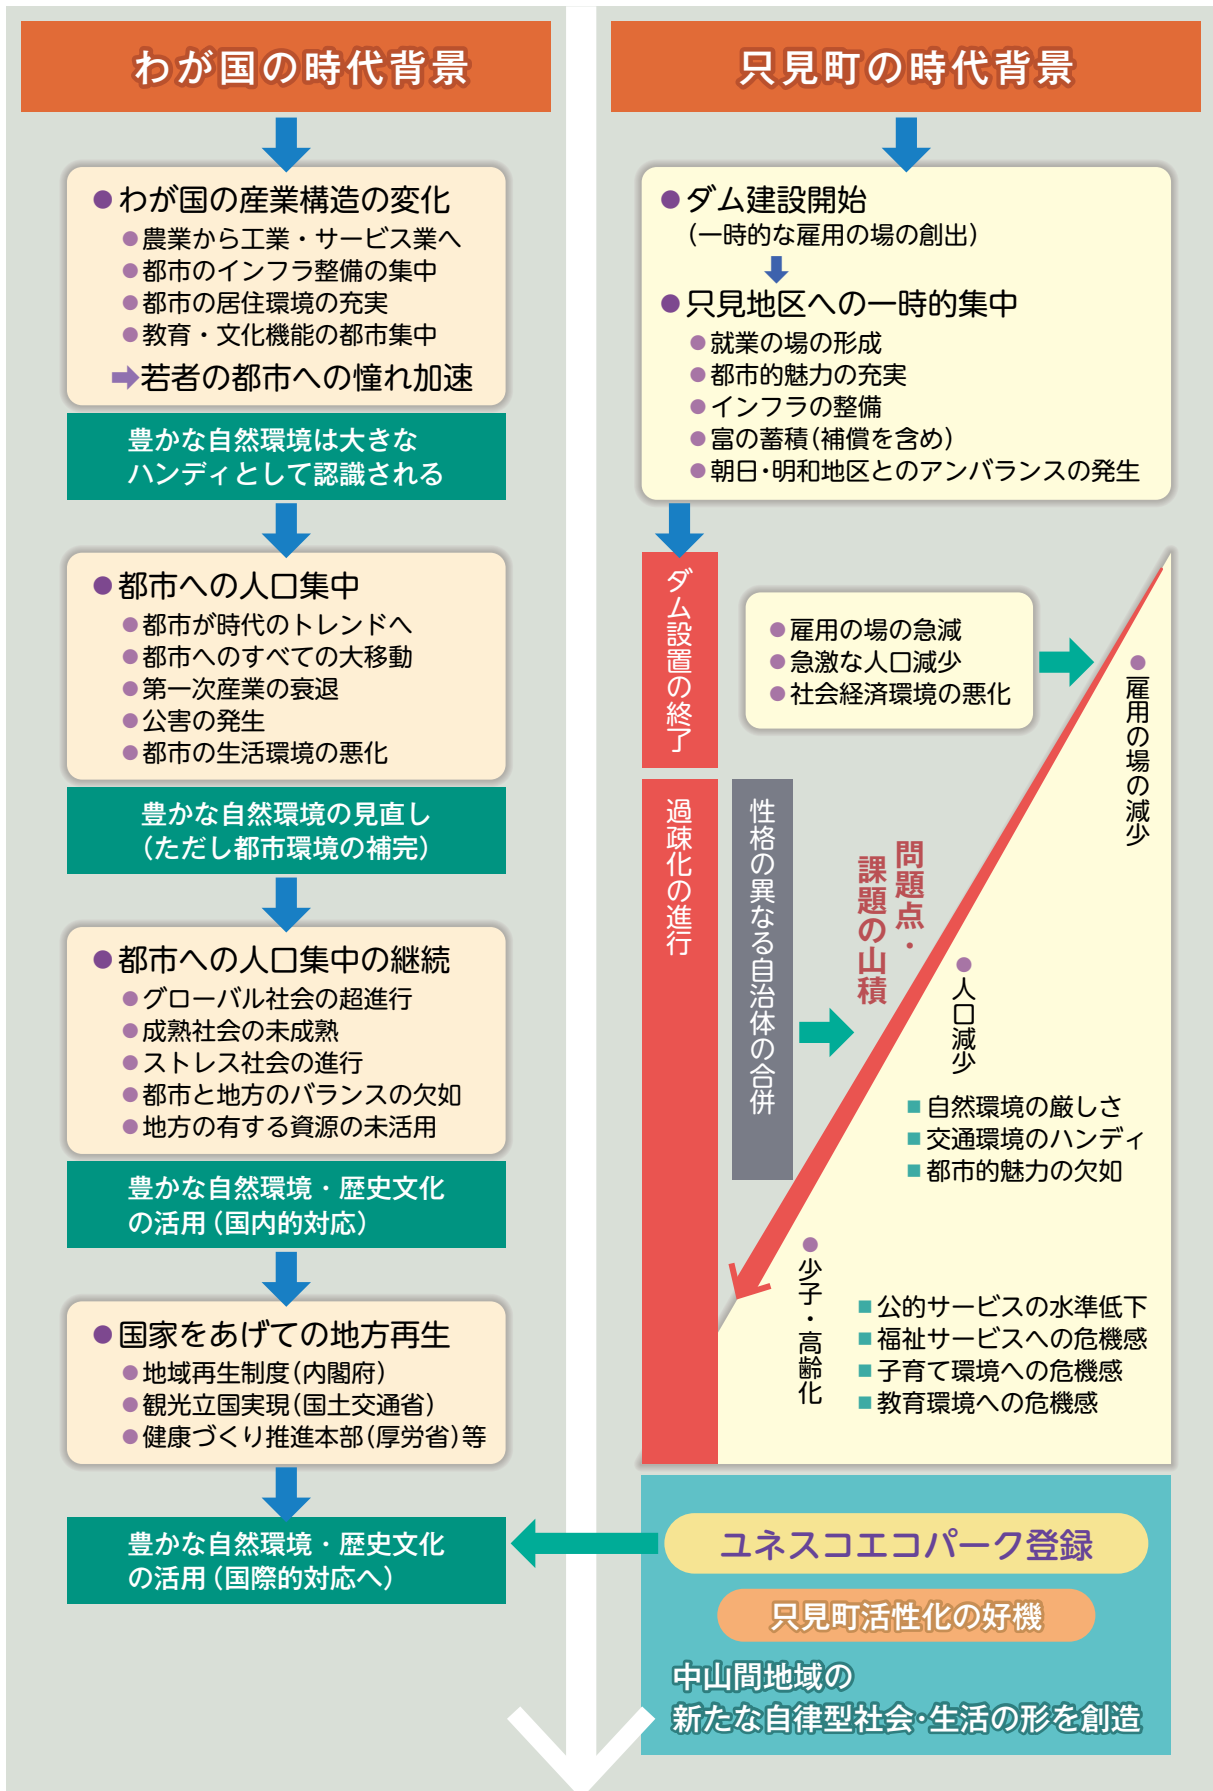 わが国の時代背景
●わが国の産業構造の変化
●農業から工業・サービス業へ
●都市のインフラ整備の集中
●都市の居住環境の充実
●教育・文化機能の都市集中
➡若者の都市への憧れ加速
豊かな自然環境は大きな
ハンディとして認識される
●都市への人口集中
●都市が時代のトレンドへ
●都市へのすべての大移動
●第一次産業の衰退
●公害の発生
●都市の生活環境の悪化
豊かな自然環境の見直し
(ただし都市環境の補完)
●都市への人口集中の継続
●グローバル社会の超進行
●成熟社会の未成熟
●ストレス社会の進行
●都市と地方のバランスの欠如
●地方の有する資源の未活用
豊かな自然環境・歴史文化
の活用(国内的対応)
●国家をあげての地方再生
●地域再生制度(内閣府)
●観光立国実現(国土交通省)
●健康づくり推進本部(厚労省)等
豊かな自然環境・歴史文化
の活用(国際的対応へ)
只見町の時代背景
●ダム建設開始
(一時的な雇用の場の創出)
●只見地区への一時的集中
●就業の場の形成
●都市的魅力の充実
●インフラの整備
●富の蓄積(補償を含め)
●朝日・明和地区とのアンバランスの発生
ダム設置の終了
●雇用の場の急減
●急激な人口減少
●社会経済環境の悪化
●雇用の場の減少
過疎化の進行
性格の異なる自治体の合併
問題点・
課題の山積
●人口減少
■自然環境の厳しさ
■交通環境のハンディ
■都市的魅力の欠如
●少子・高齢化
■公的サービスの水準低下
■福祉サービスへの危機感
■子育て環境への危機感
■教育環境への危機感
ユネスコエコパーク登録
只見町活性化の好機
中山間地域の
新たな自律型社会・生活の形を創造